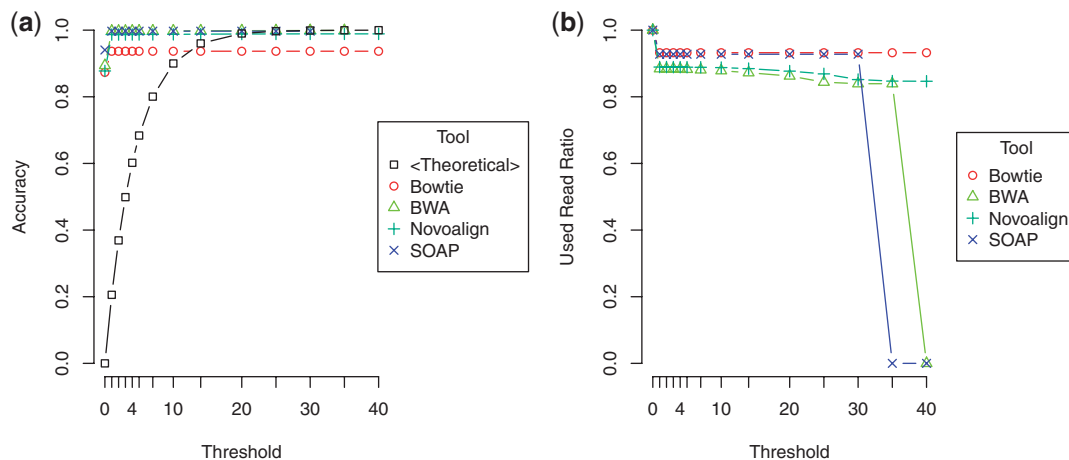 (a)
Accuracy
1.0
0.8
0.6
0.4
0.2
0.0
0 4 10 20 30 40
Threshold
Tool
<Theoretical>
Bowtie
BWA
Novoalign
SOAP
(b)
Used Read Ratio
1.0
0.8
0.6
0.4
0.2
0.0
0 4 10 20 30 40
Threshold
Tool
Bowtie
BWA
Novoalign
SOAP